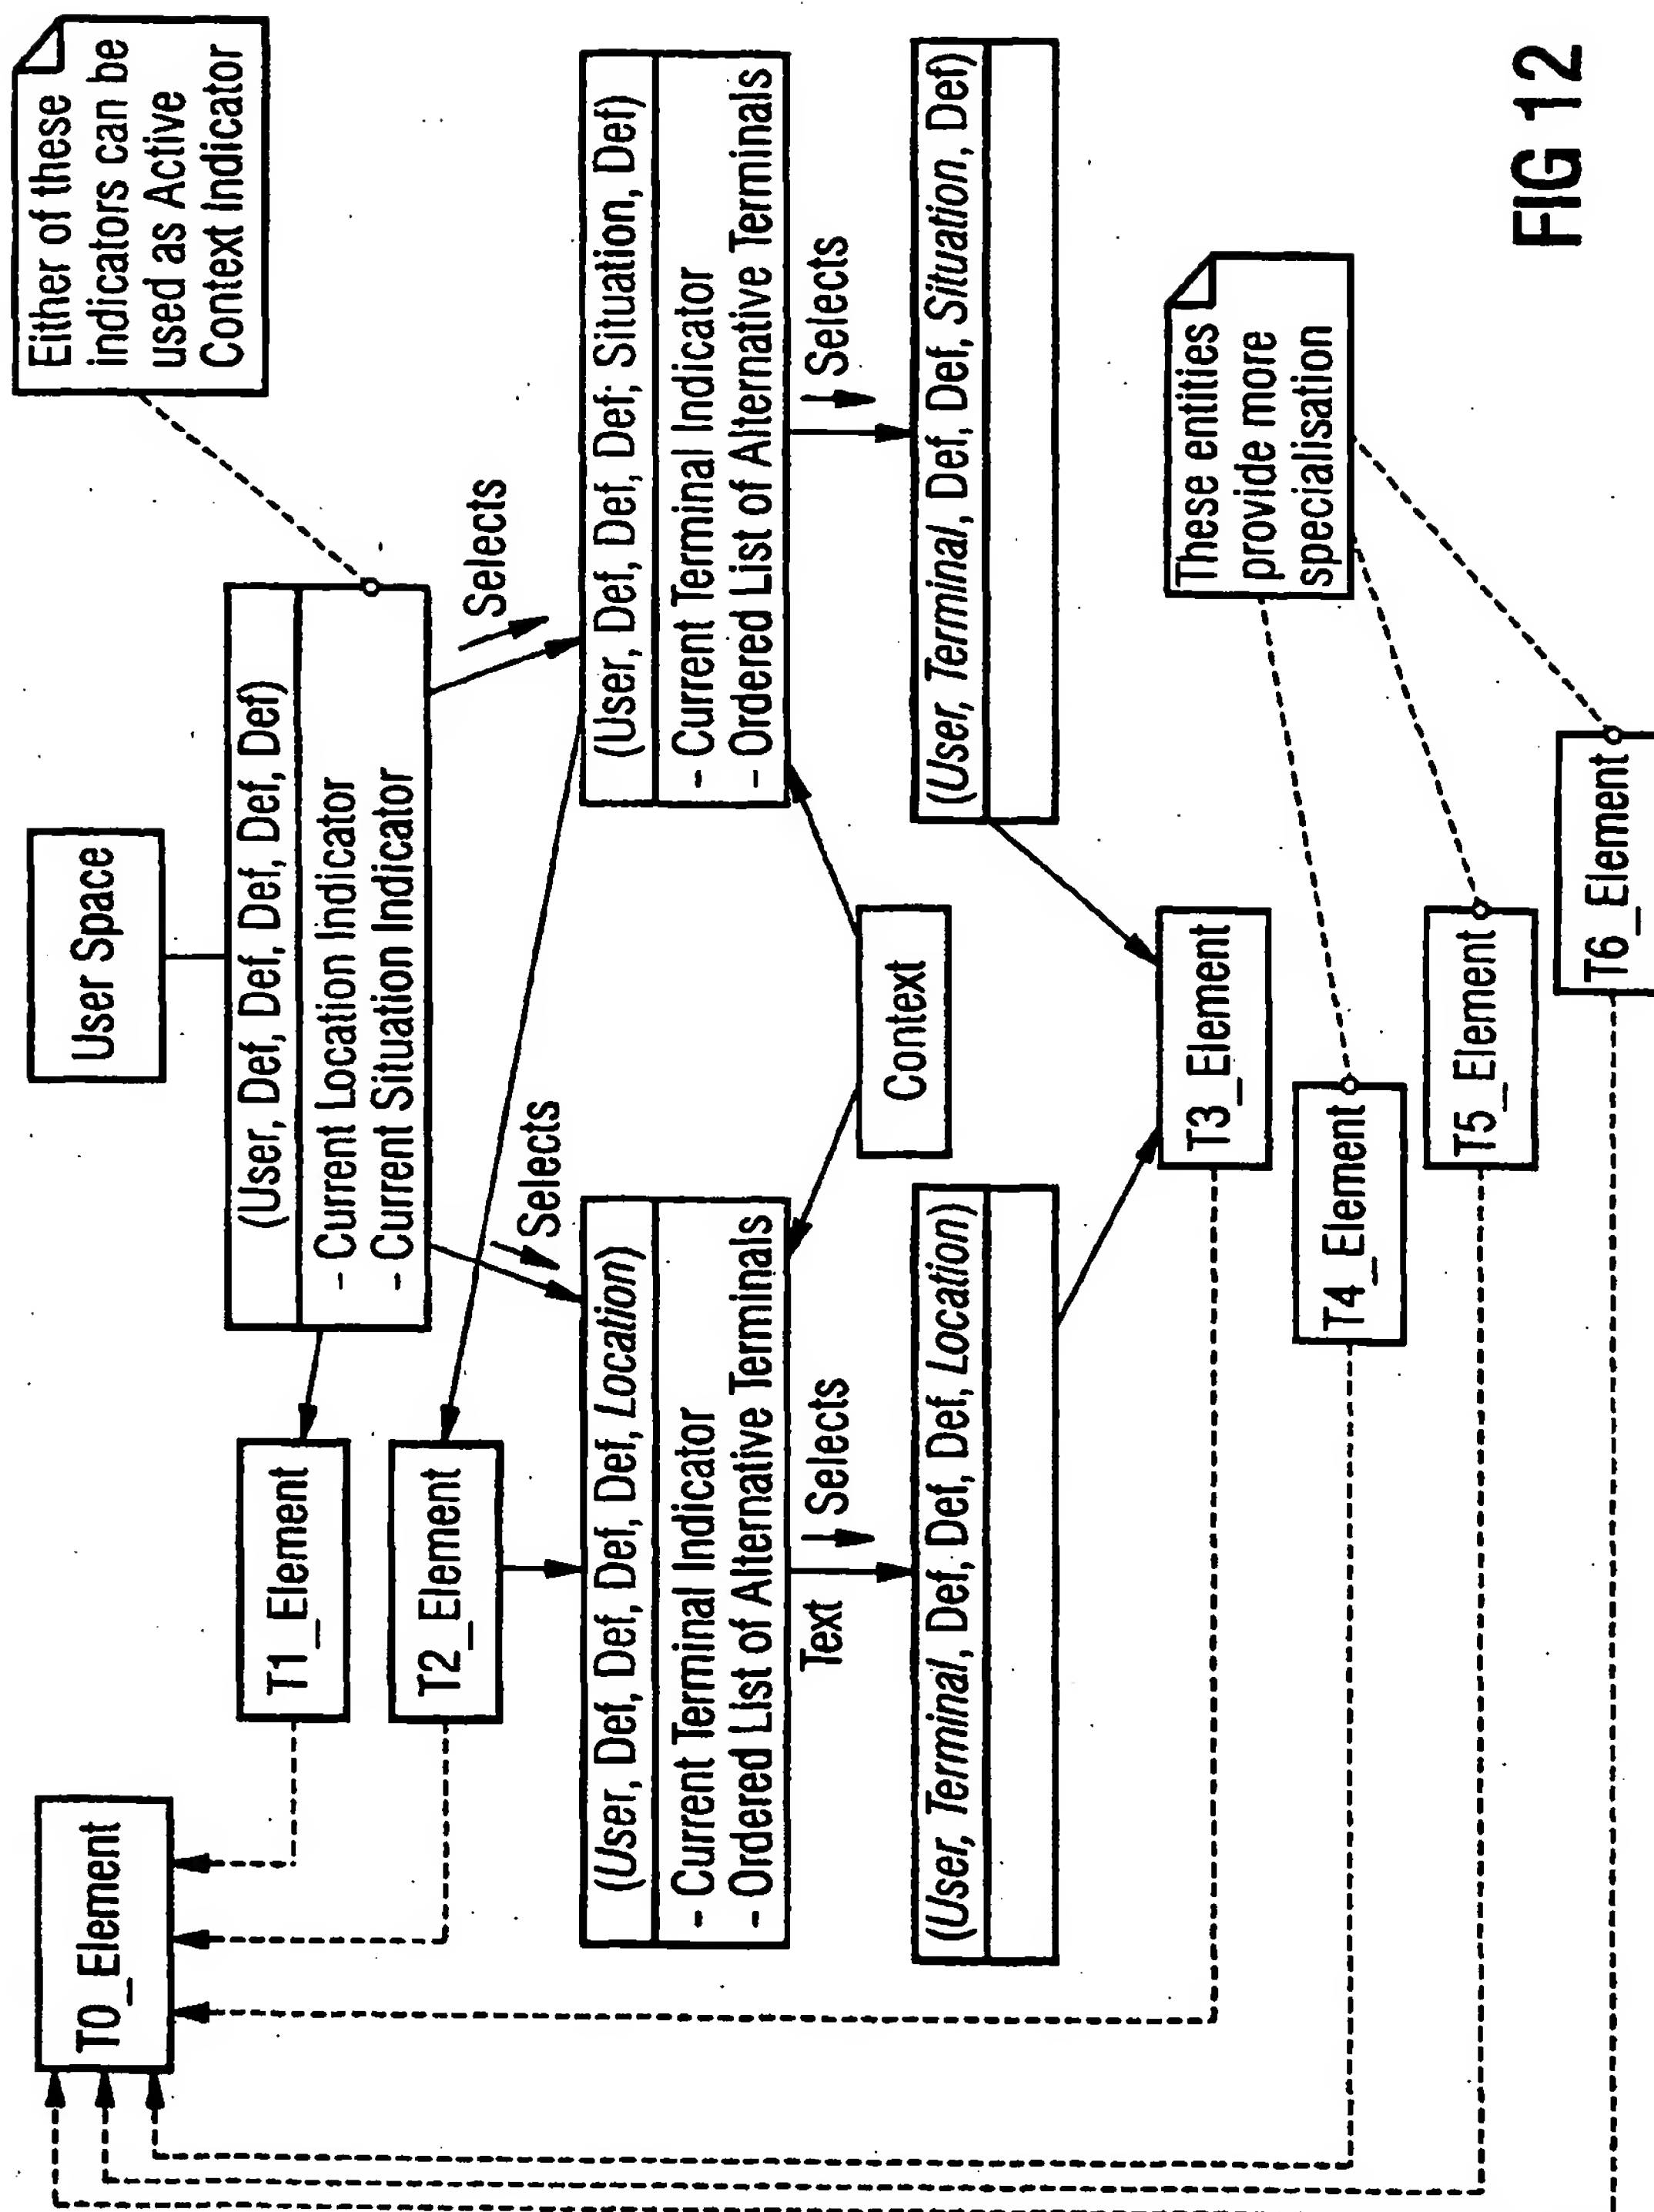 Either of these
indicators can be
used as Active
Context Indicator
User Space
T0_Element
(User, Def, Def, Def, Def, Def)
- Current Location Indicator
- Current Situation Indicator
T1_Element
Selects
Selects
T2_Element
(User, Def, Def, Def, Def, Location)
- Current Terminal Indicator
- Ordered List of Alternative Terminals
(User, Def, Def, Def; Situation, Def)
- Current Terminal Indicator
- Ordered List of Alternative Terminals
Text
Selects
Selects
Context
(User, Terminal, Def, Def, Def, Location)
(User, Terminal, Def, Def, Situation, Def)
T3_Element
These entities
provide more
specialisation
T4_Element
T5_Element
T6_Element
FIG 12